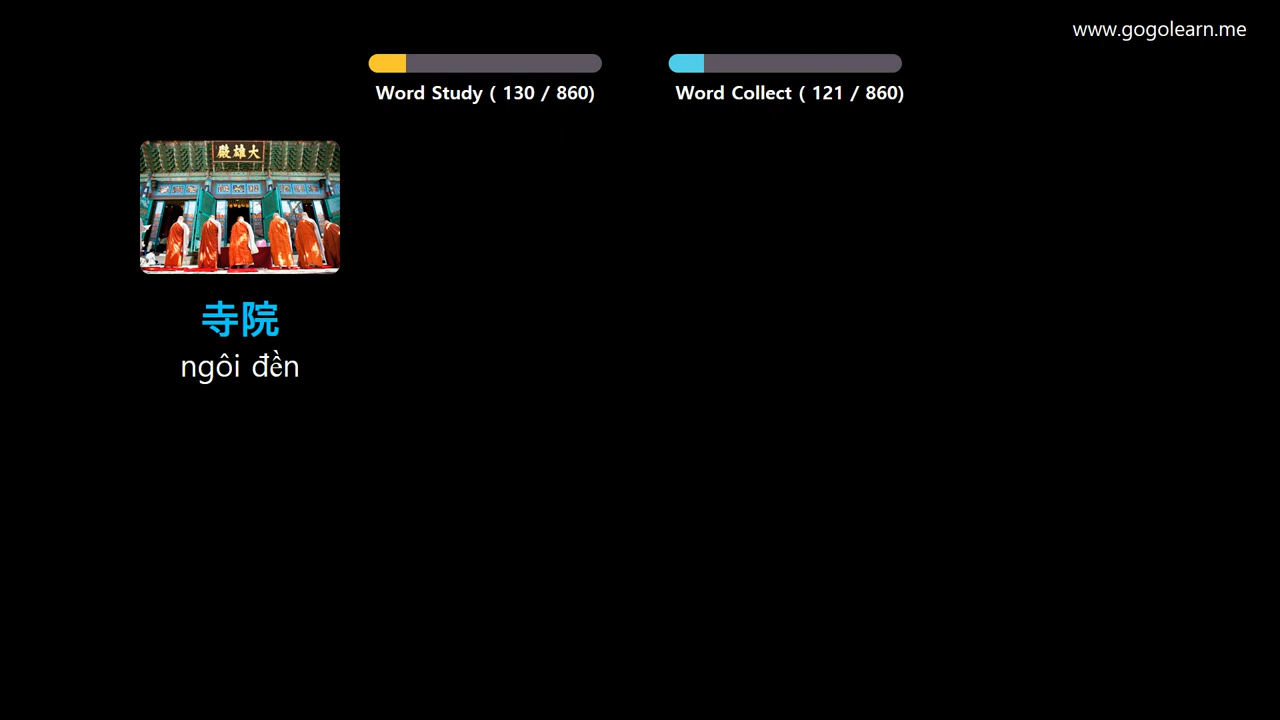 www.gogolearn.me
Word Study ( 130 / 860)
Word Collect ( 121 / 860)
大雄殿
寺院
ngôi đền